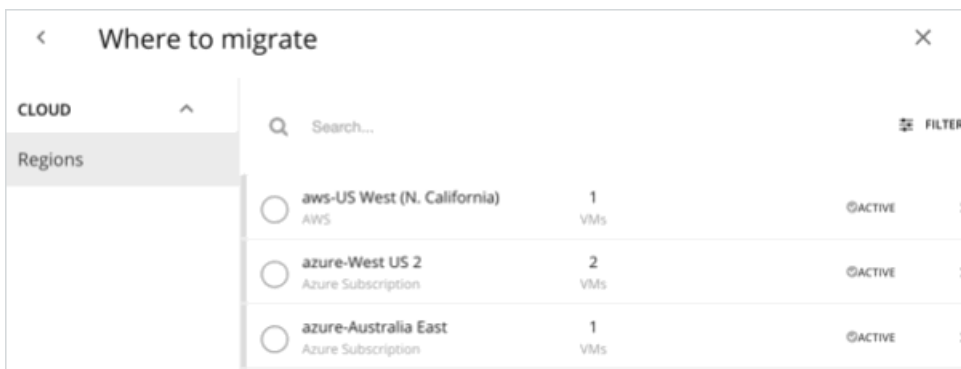 Where to migrate
CLOUD
Regions
Search...
FILTER
aws-US West (N. California)
AWS
1
VMs
ACTIVE
azure-West US 2
Azure Subscription
2
VMs
ACTIVE
azure-Australia East
Azure Subscription
1
VMs
ACTIVE